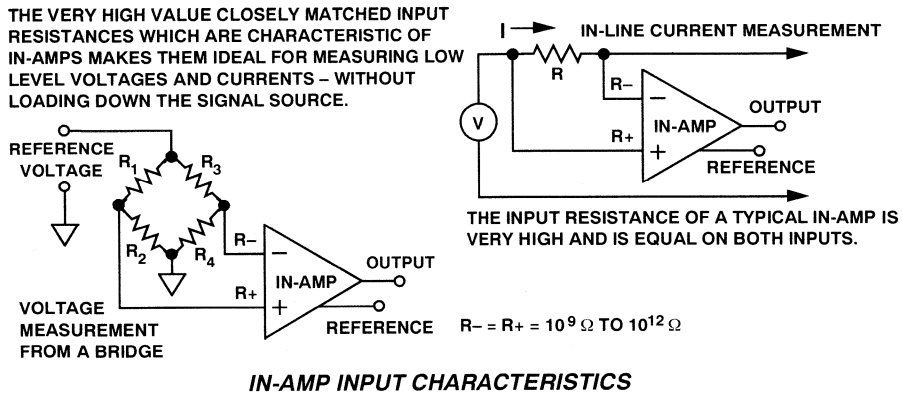 THE VERY HIGH VALUE CLOSELY MATCHED INPUT
RESISTANCES WHICH ARE CHARACTERISTIC OF
IN-AMPS MAKES THEM IDEAL FOR MEASURING LOW
LEVEL VOLTAGES AND CURRENTS – WITHOUT
LOADING DOWN THE SIGNAL SOURCE.
I
IN-LINE CURRENT MEASUREMENT
R
R–
V
IN-AMP
OUTPUT
R+
REFERENCE
THE INPUT RESISTANCE OF A TYPICAL IN-AMP IS
VERY HIGH AND IS EQUAL ON BOTH INPUTS.
REFERENCE
VOLTAGE
R1
R3
R2
R4
R–
IN-AMP
OUTPUT
R+
REFERENCE
VOLTAGE
MEASUREMENT
FROM A BRIDGE
R– = R+ = 10⁹ Ω TO 10¹² Ω
IN-AMP INPUT CHARACTERISTICS